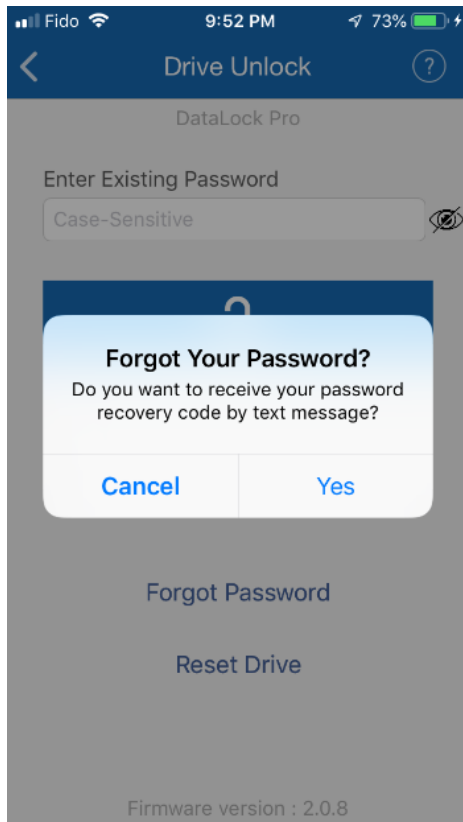 Fido 9:52 PM 73%
Drive Unlock ?
DataLock Pro
Enter Existing Password
Case-Sensitive
Forgot Your Password?
Do you want to receive your password
recovery code by text message?
Cancel Yes
Forgot Password
Reset Drive
Firmware version : 2.0.8